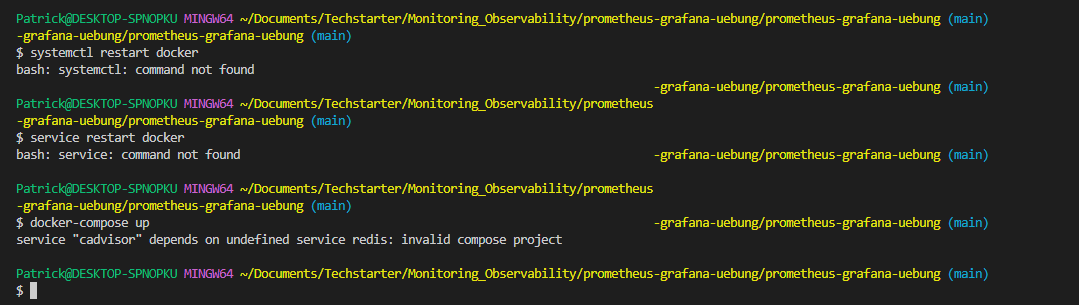 Patrick@DESKTOP-SPNOPKU MINGW64 ~/Documents/Techstarter/Monitoring_Observability/prometheus-grafana-uebung/prometheus-grafana-uebung (main)
-grafana-uebung/prometheus-grafana-uebung (main)
$ systemctl restart docker
bash: systemctl: command not found
-grafana-uebung/prometheus-grafana-uebung (main)
Patrick@DESKTOP-SPNOPKU MINGW64 ~/Documents/Techstarter/Monitoring_Observability/prometheus
-grafana-uebung/prometheus-grafana-uebung (main)
$ service restart docker
bash: service: command not found -grafana-uebung/prometheus-grafana-uebung (main)
Patrick@DESKTOP-SPNOPKU MINGW64 ~/Documents/Techstarter/Monitoring_Observability/prometheus
-grafana-uebung/prometheus-grafana-uebung (main)
$ docker-compose up -grafana-uebung/prometheus-grafana-uebung (main)
service "cadvisor" depends on undefined service redis: invalid compose project
Patrick@DESKTOP-SPNOPKU MINGW64 ~/Documents/Techstarter/Monitoring_Observability/prometheus-grafana-uebung/prometheus-grafana-uebung (main)
$